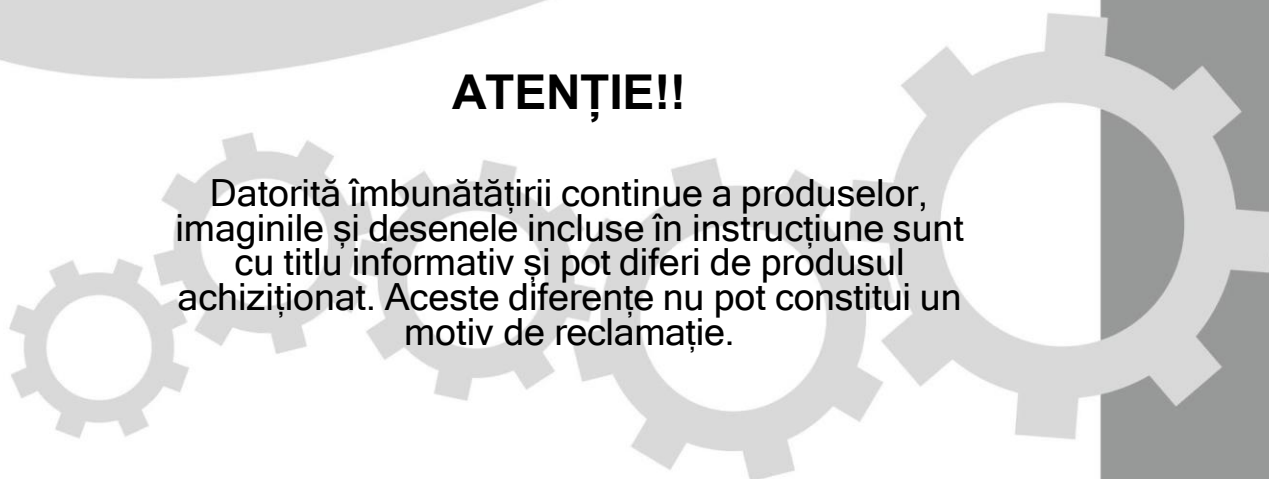 ATENȚIE!!
Datorită îmbunătățirii continue a produselor,
imaginile și desenele incluse în instrucțiune sunt
cu titlu informativ și pot diferi de produsul
achiziționat. Aceste diferențe nu pot constitui un
motiv de reclamație.